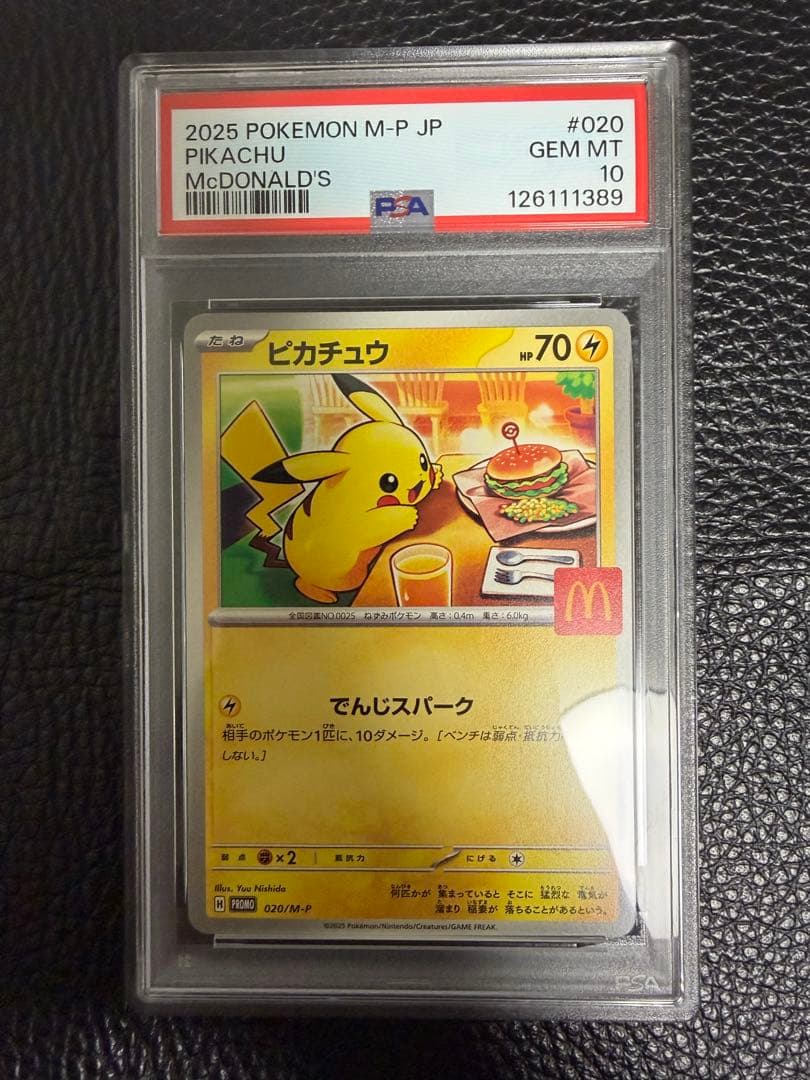 2025 POKEMON M-P JP #020
PIKACHU GEM MT
McDONALD'S 10
PSA 126111389
たね ピカチュウ HP70
M
全国図鑑NO.0025 ねずみポケモン 高さ:0.4m 重さ:6.0kg
でんじスパーク
相手のポケモン1匹に、10ダメージ。[ベンチは弱点・抵抗力
しない。]
弱点 ×2 抵抗力 にげる
Illus. Yuu Nishida
何匹かが 集まっていると そこに 猛烈な 電気が
溜まり 稲妻が 落ちることがあるという。
H PROMO 020/M-P
©2025 Pokémon/Nintendo/Creatures/GAME FREAK.
PSA